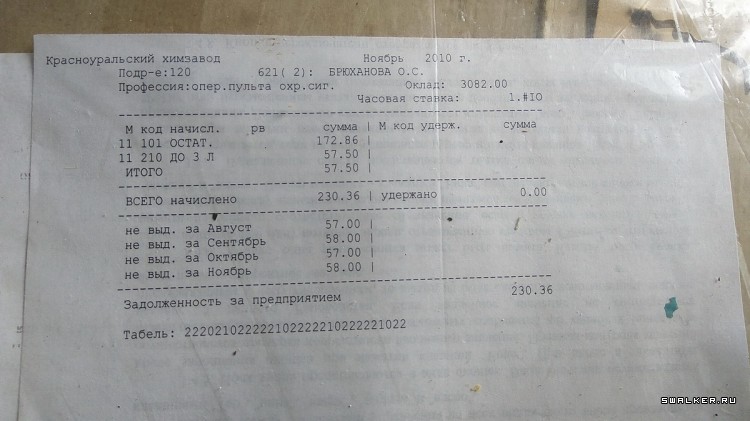 Красноуральский химзавод Ноябрь 2010 г.
Подр-е:120 621( 2): БРЮХАНОВА О.С.
Профессия:опер.пульта охр.сиг. Оклад: 3082.00
Часовая ставка: 1.#IO
М код начисл. рв сумма | М код удерж. сумма
11 101 ОСТАТ. 172.86 |
11 210 ДО 3 Л 57.50 |
ИТОГО 57.50 |
ВСЕГО начислено 230.36 | удержано 0.00
не выд. за Август 57.00 |
не выд. за Сентябрь 58.00 |
не выд. за Октябрь 57.00 |
не выд. за Ноябрь 58.00 |
Задолженность за предприятием 230.36
Табель: 222021022222102222210222221022
SWALKER.RU